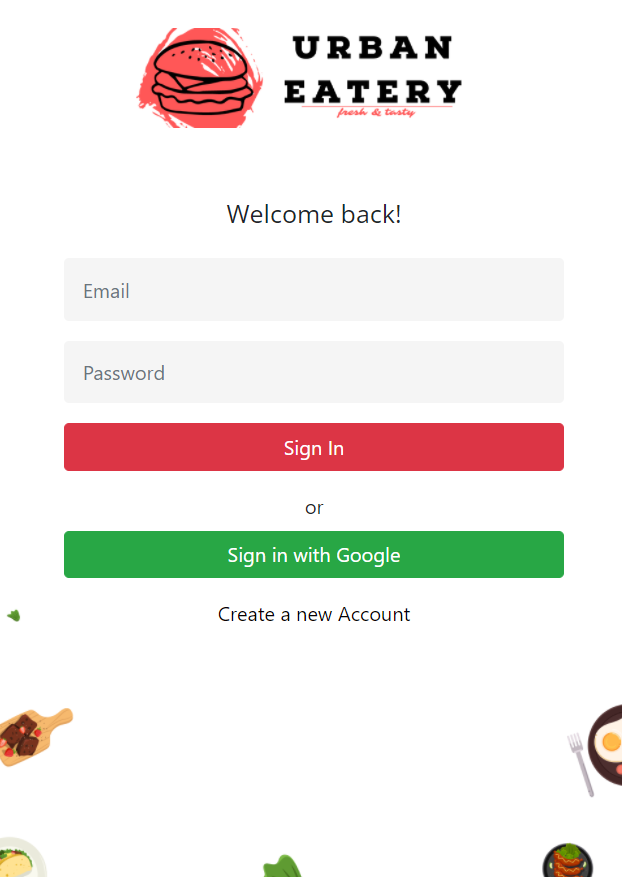 URBAN
EATERY
fresh & tasty
Welcome back!
Email
Password
Sign In
or
Sign in with Google
Create a new Account